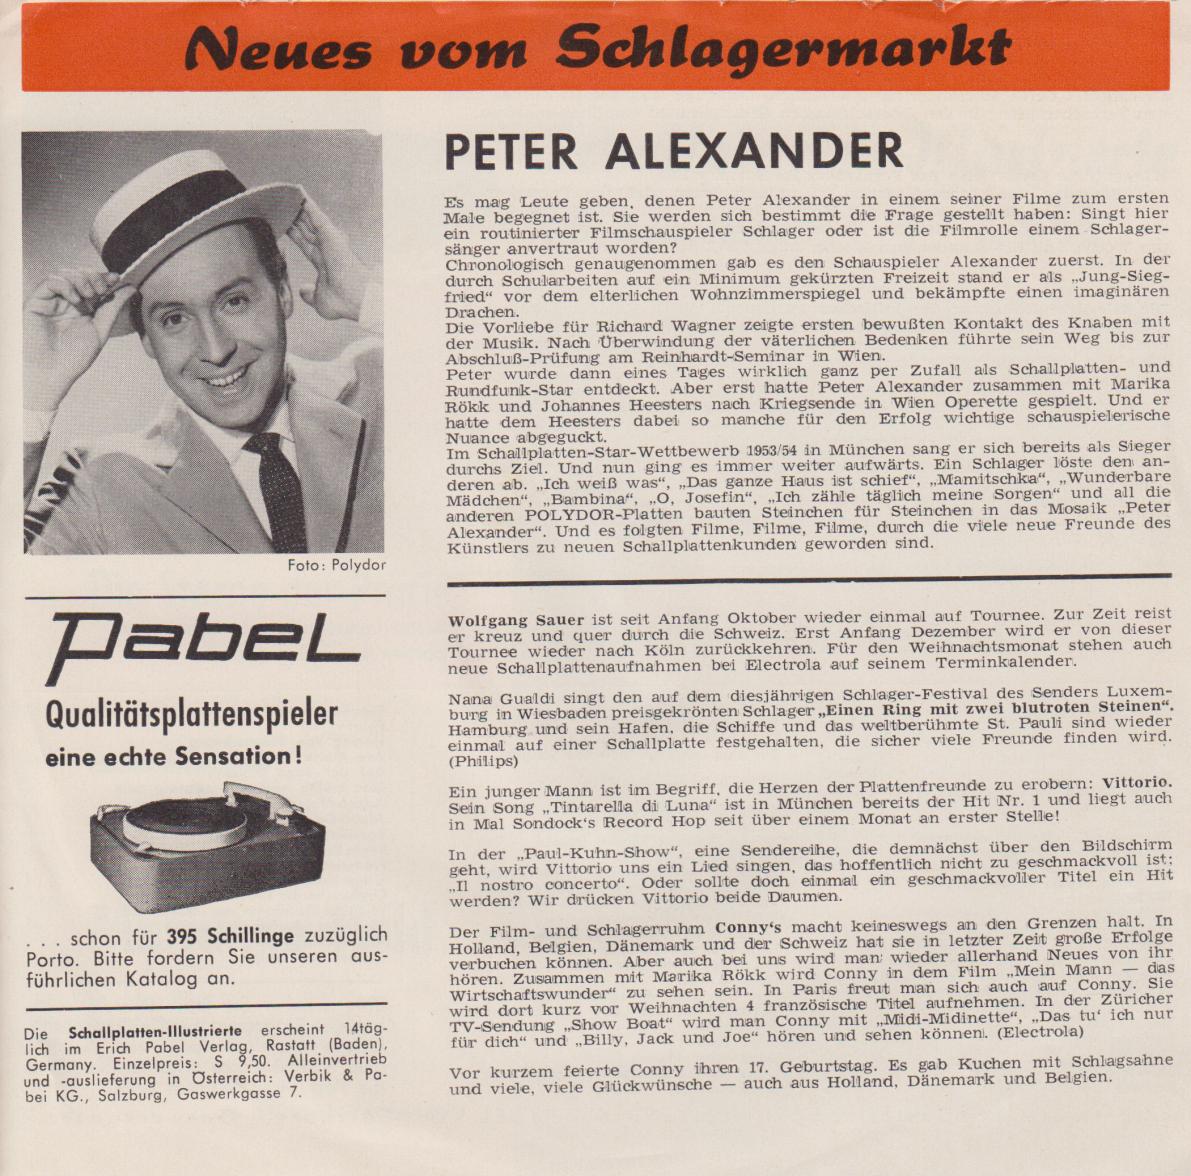 Neues vom Schlagermarkt
PETER ALEXANDER
Es mag Leute geben, denen Peter Alexander in einem seiner Filme zum ersten
Male begegnet ist. Sie werden sich bestimmt die Frage gestellt haben: Singt hier
ein routinierter Filmschauspieler Schlager oder ist die Filmrolle einem Schlager-
sänger anvertraut worden?
Chronologisch genaugenommen gab es den Schauspieler Alexander zuerst. In der
durch Schularbeiten auf ein Minimum gekürzten Freizeit stand er als „Jung-Sieg-
fried“ vor dem elterlichen Wohnzimmerspiegel und bekämpfte einen imaginären
Drachen.
Die Vorliebe für Richard Wagner zeigte ersten bewußten Kontakt des Knaben mit
der Musik. Nach Überwindung der väterlichen Bedenken führte sein Weg bis zur
Abschluß-Prüfung am Reinhardt-Seminar in Wien.
Peter wurde dann eines Tages wirklich ganz per Zufall als Schallplatten- und
Rundfunk-Star entdeckt. Aber erst hatte Peter Alexander zusammen mit Marika
Rökk und Johannes Heesters nach Kriegsende in Wien Operette gespielt. Und er
hatte dem Heesters dabei so manche für den Erfolg wichtige schauspielerische
Nuance abgeguckt.
Im Schallplatten-Star-Wettbewerb 1953/54 in München sang er sich bereits als Sieger
durchs Ziel. Und nun ging es immer weiter aufwärts. Ein Schlager löste den an-
deren ab. „Ich weiß was“, „Das ganze Haus ist schief“, „Mamitschka“, „Wunderbare
Mädchen“, „Bambina“, „O, Josefin“, „Ich zähle täglich meine Sorgen“ und all die
anderen POLYDOR-Platten bauten Steinchen für Steinchen in das Mosaik „Peter
Alexander“. Und es folgten Filme, Filme, Filme, durch die viele neue Freunde des
Künstlers zu neuen Schallplattenkunden geworden sind.
Foto: Polydor
Pabel
Qualitätsplattenspieler
eine echte Sensation!
. . . schon für 395 Schillinge zuzüglich
Porto. Bitte fordern Sie unseren aus-
führlichen Katalog an.
Die Schallplatten-Illustrierte erscheint 14täg-
lich im Erich Pabel Verlag, Rastatt (Baden),
Germany. Einzelpreis: S 9,50. Alleinvertrieb
und -auslieferung in Österreich: Verbik & Pa-
bel KG., Salzburg, Gaswerkgasse 7.
Wolfgang Sauer ist seit Anfang Oktober wieder einmal auf Tournee. Zur Zeit reist
er kreuz und quer durch die Schweiz. Erst Anfang Dezember wird er von dieser
Tournee wieder nach Köln zurückkehren. Für den Weihnachtsmonat stehen auch
neue Schallplattenaufnahmen bei Electrola auf seinem Terminkalender.
Nana Gualdi singt den auf dem diesjährigen Schlager-Festival des Senders Luxem-
burg in Wiesbaden preisgekrönten Schlager „Einen Ring mit zwei blutroten Steinen“.
Hamburg und sein Hafen, die Schiffe und das weltberühmte St. Pauli sind wieder
einmal auf einer Schallplatte festgehalten, die sicher viele Freunde finden wird.
(Philips)
Ein junger Mann ist im Begriff, die Herzen der Plattenfreunde zu erobern: Vittorio.
Sein Song „Tintarella di Luna“ ist in München bereits der Hit Nr. 1 und liegt auch
in Mal Sondock's Record Hop seit über einem Monat an erster Stelle!
In der „Paul-Kuhn-Show“, eine Sendereihe, die demnächst über den Bildschirm
geht, wird Vittorio uns ein Lied singen, das hoffentlich nicht zu geschmackvoll ist:
„Il nostro concerto“. Oder sollte doch einmal ein geschmackvoller Titel ein Hit
werden? Wir drücken Vittorio beide Daumen.
Der Film- und Schlagerruhm Conny's macht keineswegs an den Grenzen halt. In
Holland, Belgien, Dänemark und der Schweiz hat sie in letzter Zeit große Erfolge
verbuchen können. Aber auch bei uns wird man wieder allerhand Neues von ihr
hören. Zusammen mit Marika Rökk wird Conny in dem Film „Mein Mann — das
Wirtschaftswunder“ zu sehen sein. In Paris freut man sich auch auf Conny. Sie
wird dort kurz vor Weihnachten 4 französische Titel aufnehmen. In der Züricher
TV-Sendung „Show Boat“ wird man Conny mit „Midi-Midinette“, „Das tu' ich nur
für dich“ und „Billy, Jack und Joe“ hören und sehen können. (Electrola)
Vor kurzem feierte Conny ihren 17. Geburtstag. Es gab Kuchen mit Schlagsahne
und viele, viele Glückwünsche — auch aus Holland, Dänemark und Belgien.